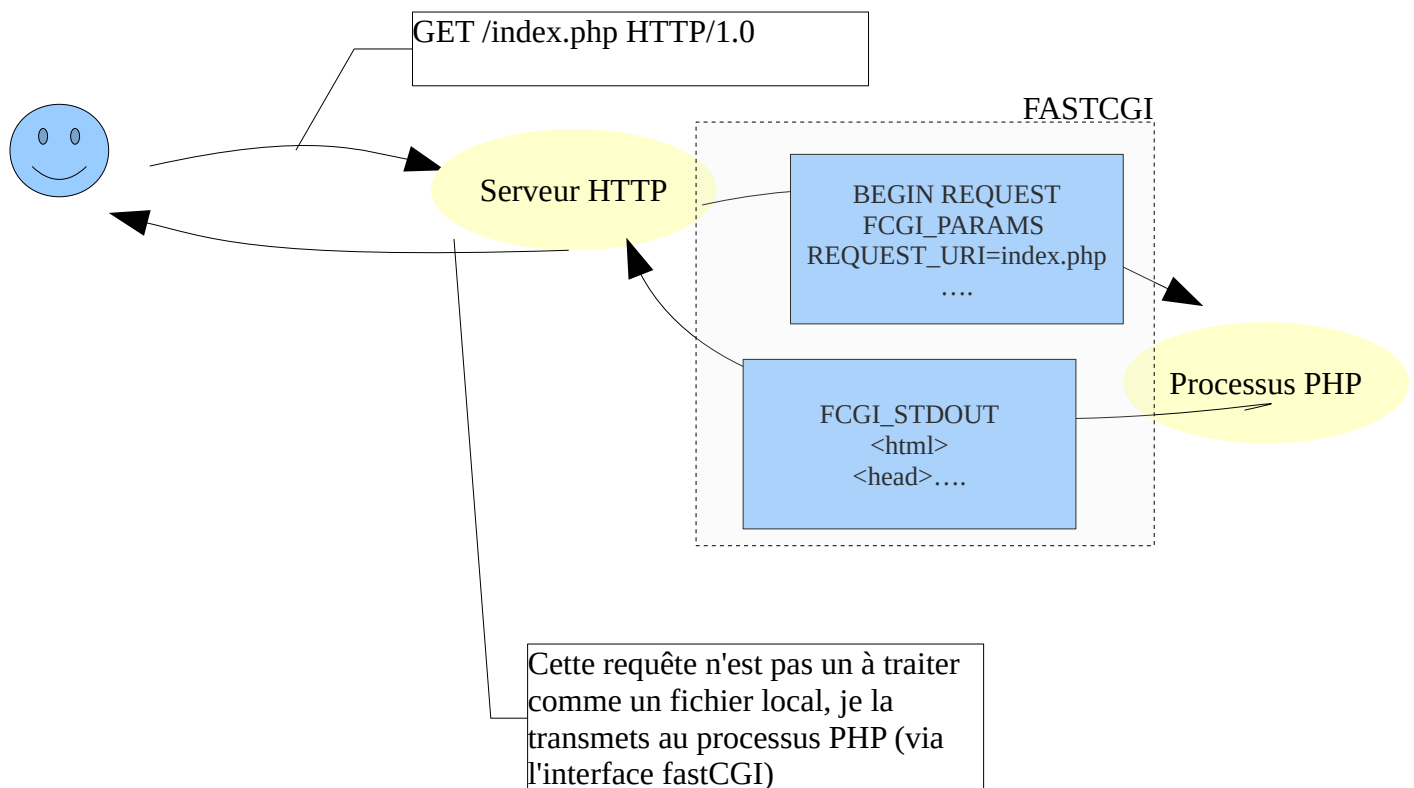 GET /index.php HTTP/1.0
FASTCGI
Serveur HTTP
BEGIN REQUEST
FCGI_PARAMS
REQUEST_URI=index.php
….
Processus PHP
FCGI_STDOUT
<html>
<head>….
Cette requête n'est pas un à traiter
comme un fichier local, je la
transmets au processus PHP (via
l'interface fastCGI)